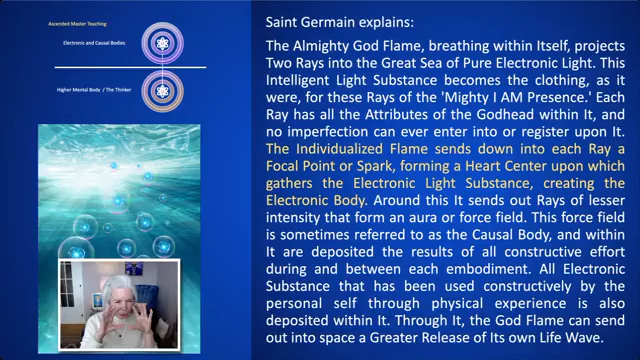 Ascended Master Teaching
Electronic and Causal Bodies
Higher Mental Body / The Thinker
Saint Germain explains:
The Almighty God Flame, breathing within Itself, projects
Two Rays into the Great Sea of Pure Electronic Light. This
Intelligent Light Substance becomes the clothing, as it
were, for these Rays of the 'Mighty I AM Presence.' Each
Ray has all the Attributes of the Godhead within It, and
no imperfection can ever enter into or register upon It.
The Individualized Flame sends down into each Ray a
Focal Point or Spark, forming a Heart Center upon which
gathers the Electronic Light Substance, creating the
Electronic Body. Around this It sends out Rays of lesser
intensity that form an aura or force field. This force field
is sometimes referred to as the Causal Body, and within
It are deposited the results of all constructive effort
during and between each embodiment. All Electronic
Substance that has been used constructively by the
personal self through physical experience is also
deposited within It. Through It, the God Flame can send
out into space a Greater Release of Its own Life Wave.